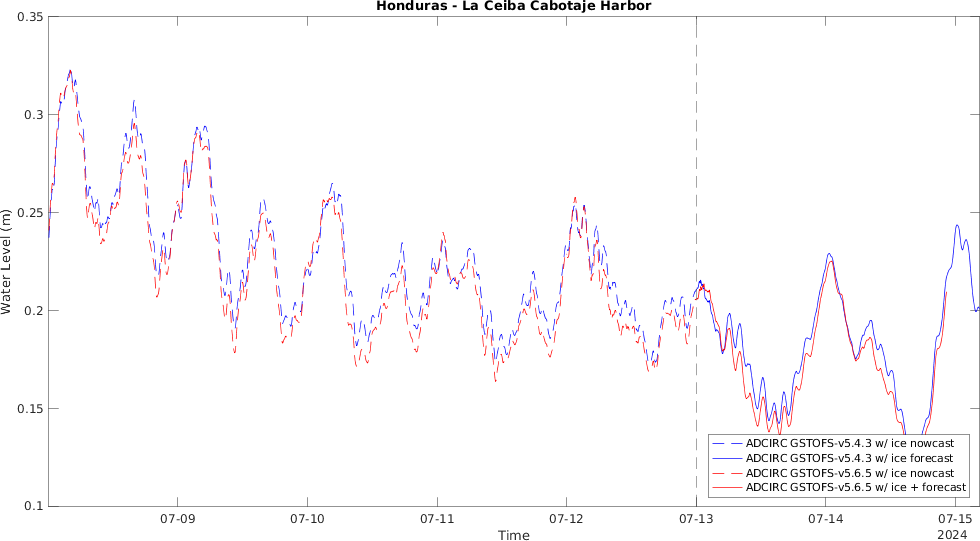 Honduras - La Ceiba Cabotaje Harbor
0.35
0.3
0.25
0.2
0.15
0.1
Water Level (m)
ADCIRC GSTOFS-v5.4.3 w/ ice nowcast
ADCIRC GSTOFS-v5.4.3 w/ ice forecast
ADCIRC GSTOFS-v5.6.5 w/ ice nowcast
ADCIRC GSTOFS-v5.6.5 w/ ice + forecast
07-09 07-10 07-11 07-12 07-13 07-14 07-15
Time 2024